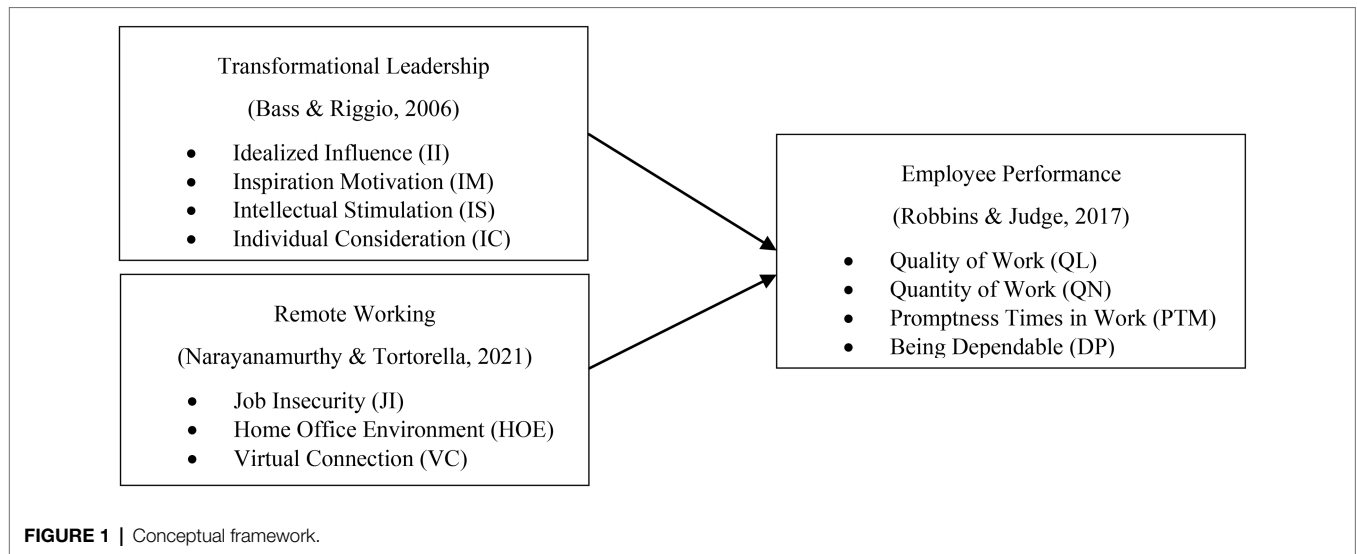 Transformational Leadership
(Bass & Riggio, 2006)
• Idealized Influence (II)
• Inspiration Motivation (IM)
• Intellectual Stimulation (IS)
• Individual Consideration (IC)
Remote Working
(Narayanamurthy & Tortorella, 2021)
• Job Insecurity (JI)
• Home Office Environment (HOE)
• Virtual Connection (VC)
Employee Performance
(Robbins & Judge, 2017)
• Quality of Work (QL)
• Quantity of Work (QN)
• Promptness Times in Work (PTM)
• Being Dependable (DP)
FIGURE 1 | Conceptual framework.